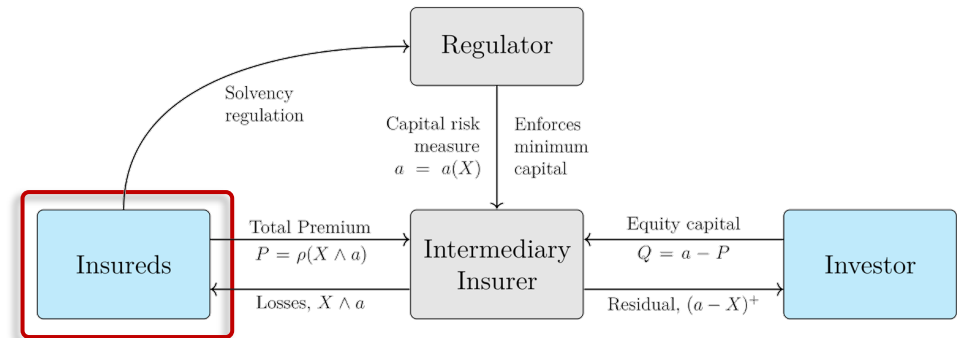 Regulator
Solvency
regulation
Capital risk
measure
a = a(X)
Enforces
minimum
capital
Insureds
Total Premium
P = ρ(X ∧ a)
Losses, X ∧ a
Intermediary
Insurer
Equity capital
Q = a − P
Residual, (a − X)⁺
Investor